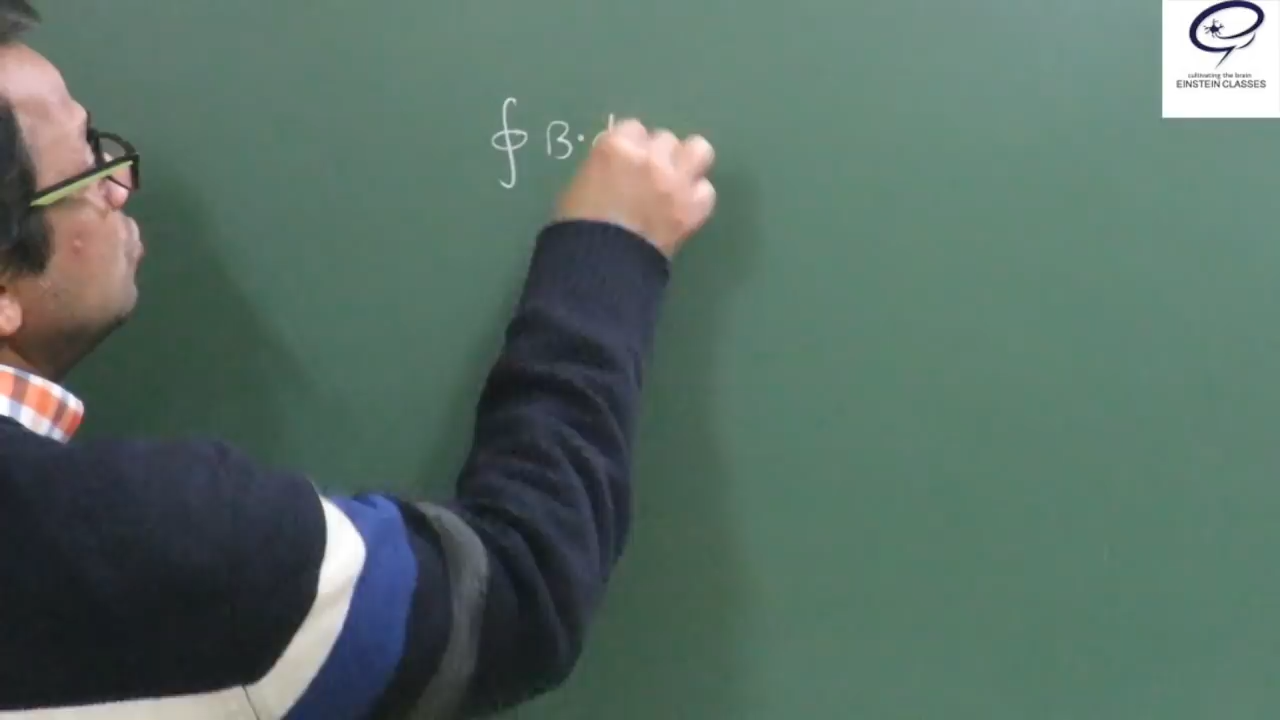 ∮ B · d
cultivating the brain
EINSTEIN CLASSES